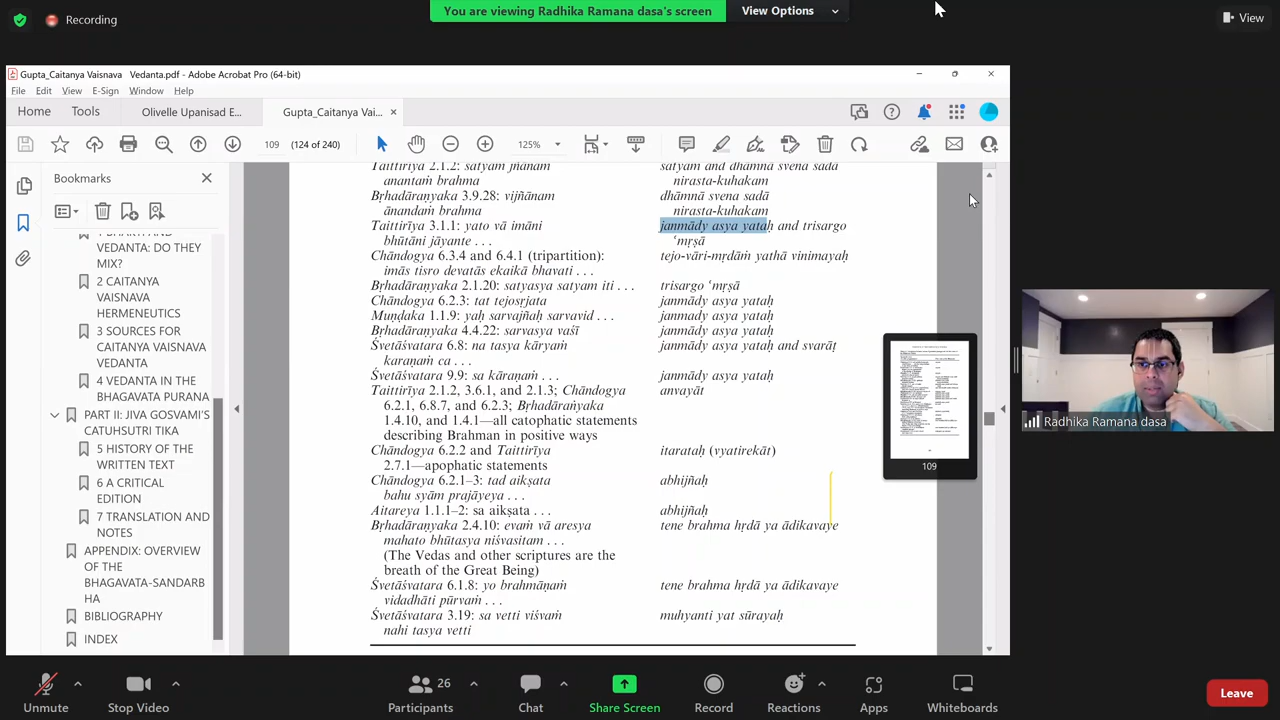 Recording
You are viewing Radhika Ramana dasa's screen
View Options
View
Gupta_Caitanya Vaisnava Vedanta.pdf - Adobe Acrobat Pro (64-bit)
File Edit View E-Sign Window Help
Home Tools Olivelle Upanisad E... Gupta_Caitanya Vai...
109 (124 of 240) 125%
Bookmarks
VEDANTA: DO THEY
MIX?
2 CAITANYA
VAISNAVA
HERMENEUTICS
3 SOURCES FOR
CAITANYA VAISNAVA
VEDANTA
4 VEDANTA IN THE
BHAGAVATA PURANA
PART II: JIVA GOSVAMI'S
CATUHSUTRI TIKA
5 HISTORY OF THE
WRITTEN TEXT
6 A CRITICAL
EDITION
7 TRANSLATION AND
NOTES
APPENDIX: OVERVIEW
OF THE
BHAGAVATA-SANDARB
HA
BIBLIOGRAPHY
INDEX
Taittirīya 2.1.2: satyaṁ jñānaṁ satyaṁ and dhāmnā svena sadā
anantaṁ brahma nirasta-kuhakaṁ
Bṛhadāraṇyaka 3.9.28: vijñānam dhāmnā svena sadā
ānandaṁ brahma nirasta-kuhakam
Taittirīya 3.1.1: yato vā imāni janmādy asya yataḥ and trisargo
bhūtāni jāyante . . . ‘mṛṣā
Chāndogya 6.3.4 and 6.4.1 (tripartition): tejo-vāri-mṛdāṁ yathā vinimayaḥ
imās tisro devatās ekaikā bhavati . . .
Bṛhadāraṇyaka 2.1.20: satyasya satyam iti . . . trisargo ‘mṛṣā
Chāndogya 6.2.3: tat tejosṛjata janmādy asya yataḥ
Muṇḍaka 1.1.9: yaḥ sarvajñaḥ sarvavid . . . janmādy asya yataḥ
Bṛhadāraṇyaka 4.4.22: sarvasya vaśī janmādy asya yataḥ
Śvetāśvatara 6.8: na tasya kāryaṁ janmādy asya yataḥ and svarāṭ
karaṇaṁ ca . . .
Śvetāśvatara 9.9: sa kāraṇaṁ . . . janmādy asya yataḥ
Taittirīya 2.1.2, 3.6.1, and 2.1.3; Chāndogya anvayāt
6.2.1, 6.8.7, and 6.2.3; Bṛhadāraṇyaka
1.4.10, and 1.4.1—all catophatic statements
describing Brahman in positive ways
Chāndogya 6.2.2 and Taittirīya itarataḥ (vyatirekāt)
2.7.1—apophatic statements
Chāndogya 6.2.1–3: tad aikṣata abhijñaḥ
bahu syām prajāyeya . . .
Aitareya 1.1.1–2: sa aikṣata . . . abhijñaḥ
Bṛhadāraṇyaka 2.4.10: evaṁ vā aresya tene brahma hṛdā ya ādikavaye
mahato bhūtasya niśvasitam . . .
(The Vedas and other scriptures are the
breath of the Great Being)
Śvetāśvatara 6.1.8: yo brahmāṇaṁ tene brahma hṛdā ya ādikavaye
vidadhāti pūrvaṁ . . .
Śvetāśvatara 3.19: sa vetti viśvaṁ muhyanti yat sūrayaḥ
nahi tasya vetti
109
Radhika Ramana dasa
26
Unmute Stop Video Participants Chat Share Screen Record Reactions Apps Whiteboards Leave